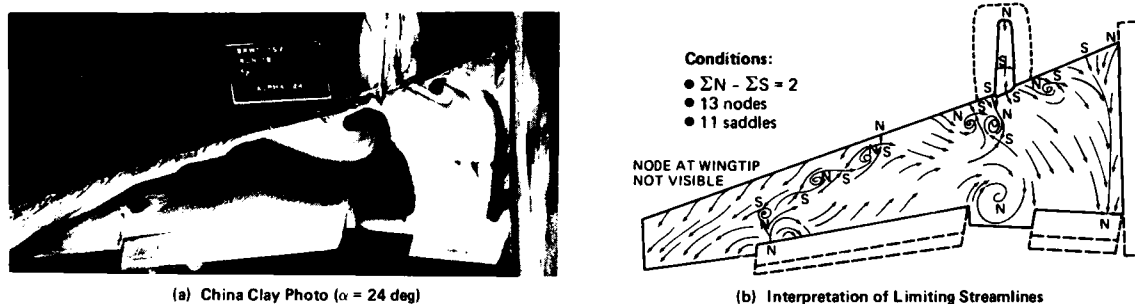 Conditions:
● ΣN – ΣS = 2
● 13 nodes
● 11 saddles
NODE AT WINGTIP
NOT VISIBLE
N
S
S
S
N
N
S
N
N
S
N
S
S
N
S
N
S
S
N
N
N
(a) China Clay Photo (α = 24 deg)
(b) Interpretation of Limiting Streamlines